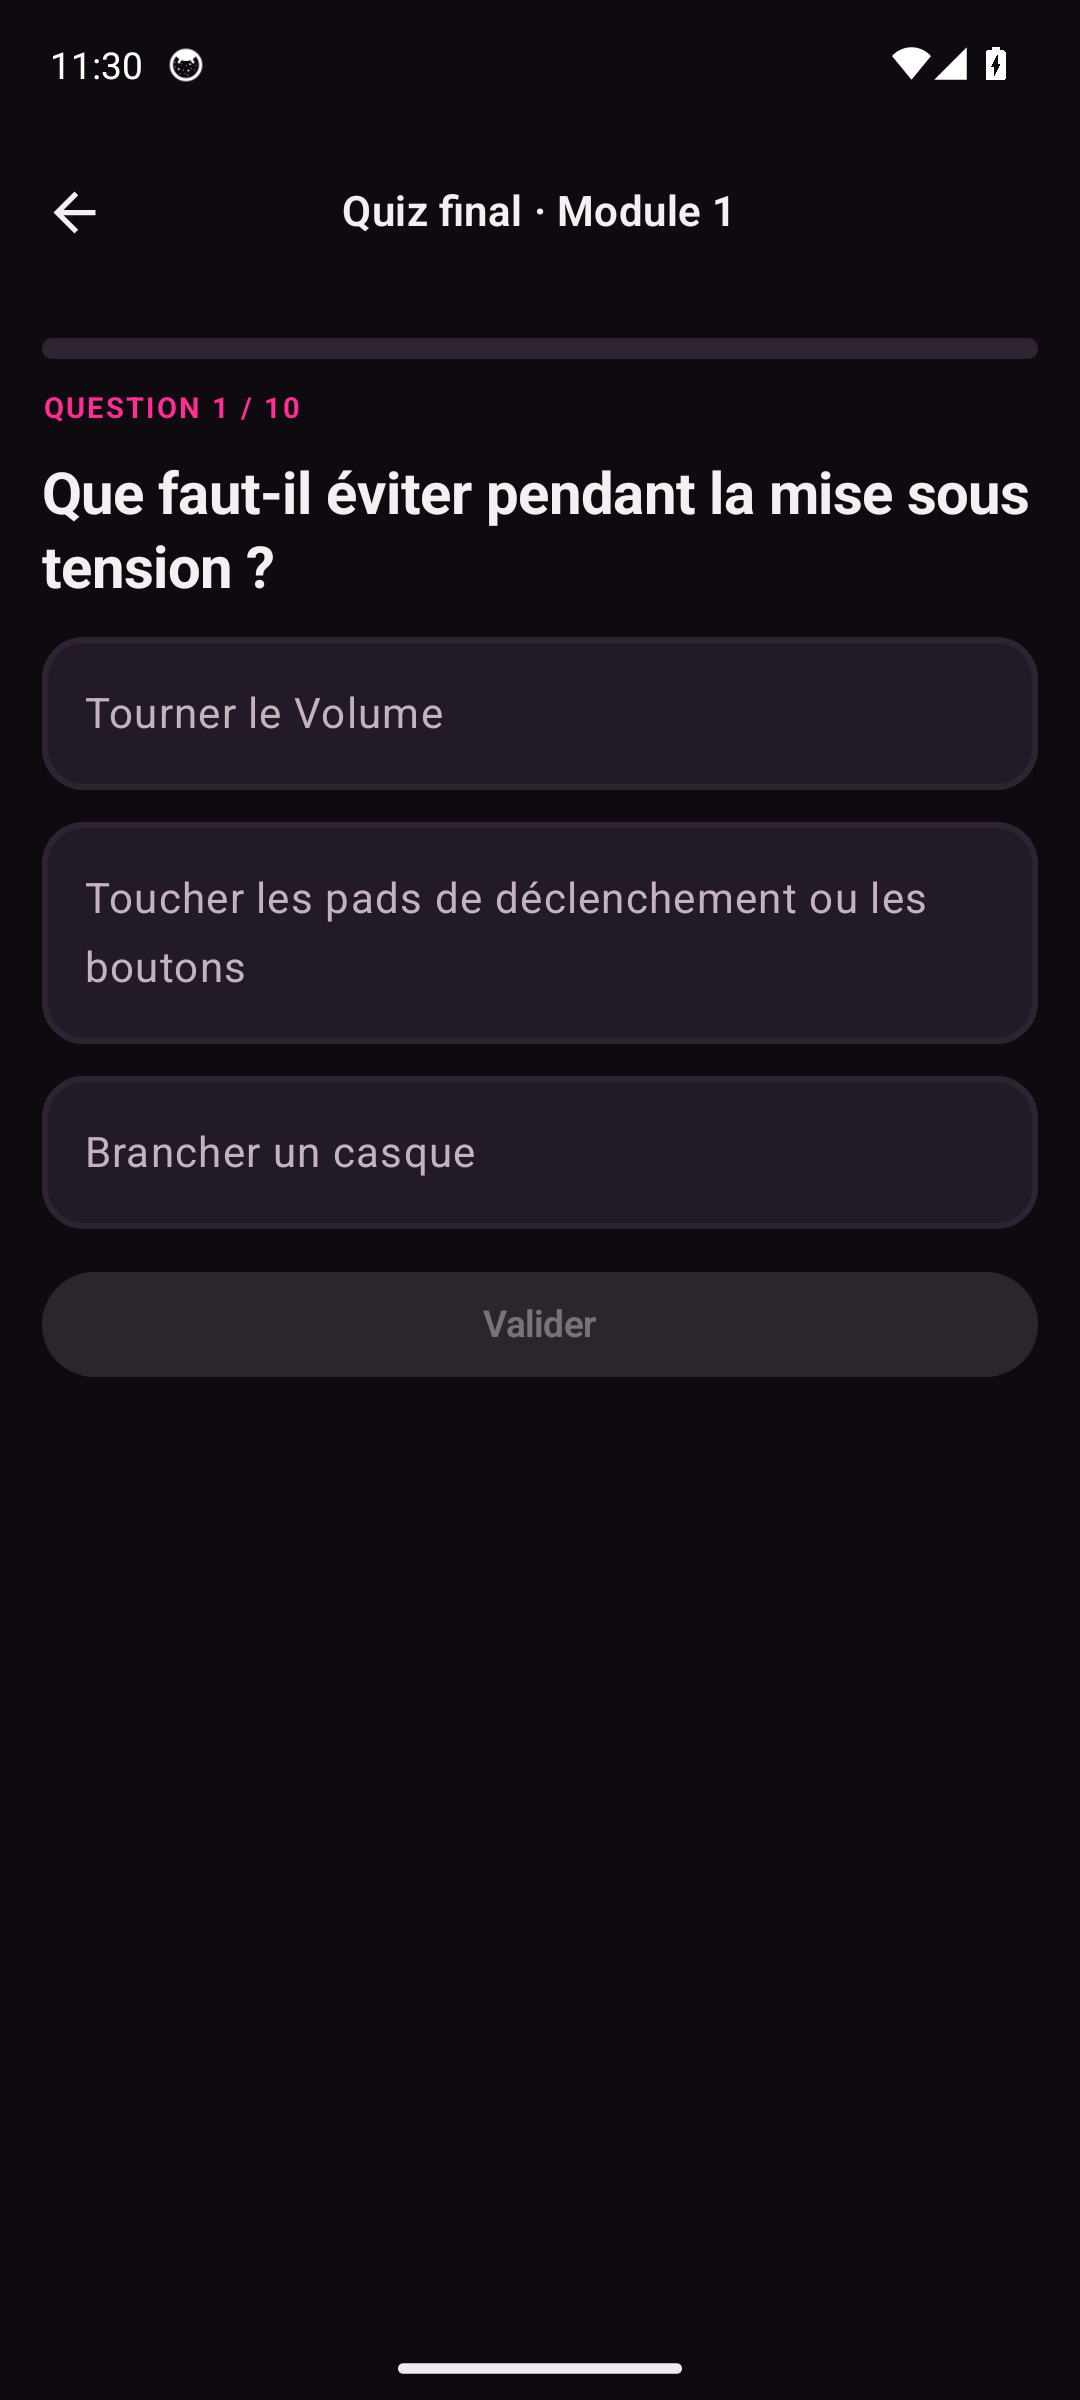 11:30
Quiz final · Module 1
QUESTION 1 / 10
Que faut-il éviter pendant la mise sous
tension ?
Tourner le Volume
Toucher les pads de déclenchement ou les
boutons
Brancher un casque
Valider